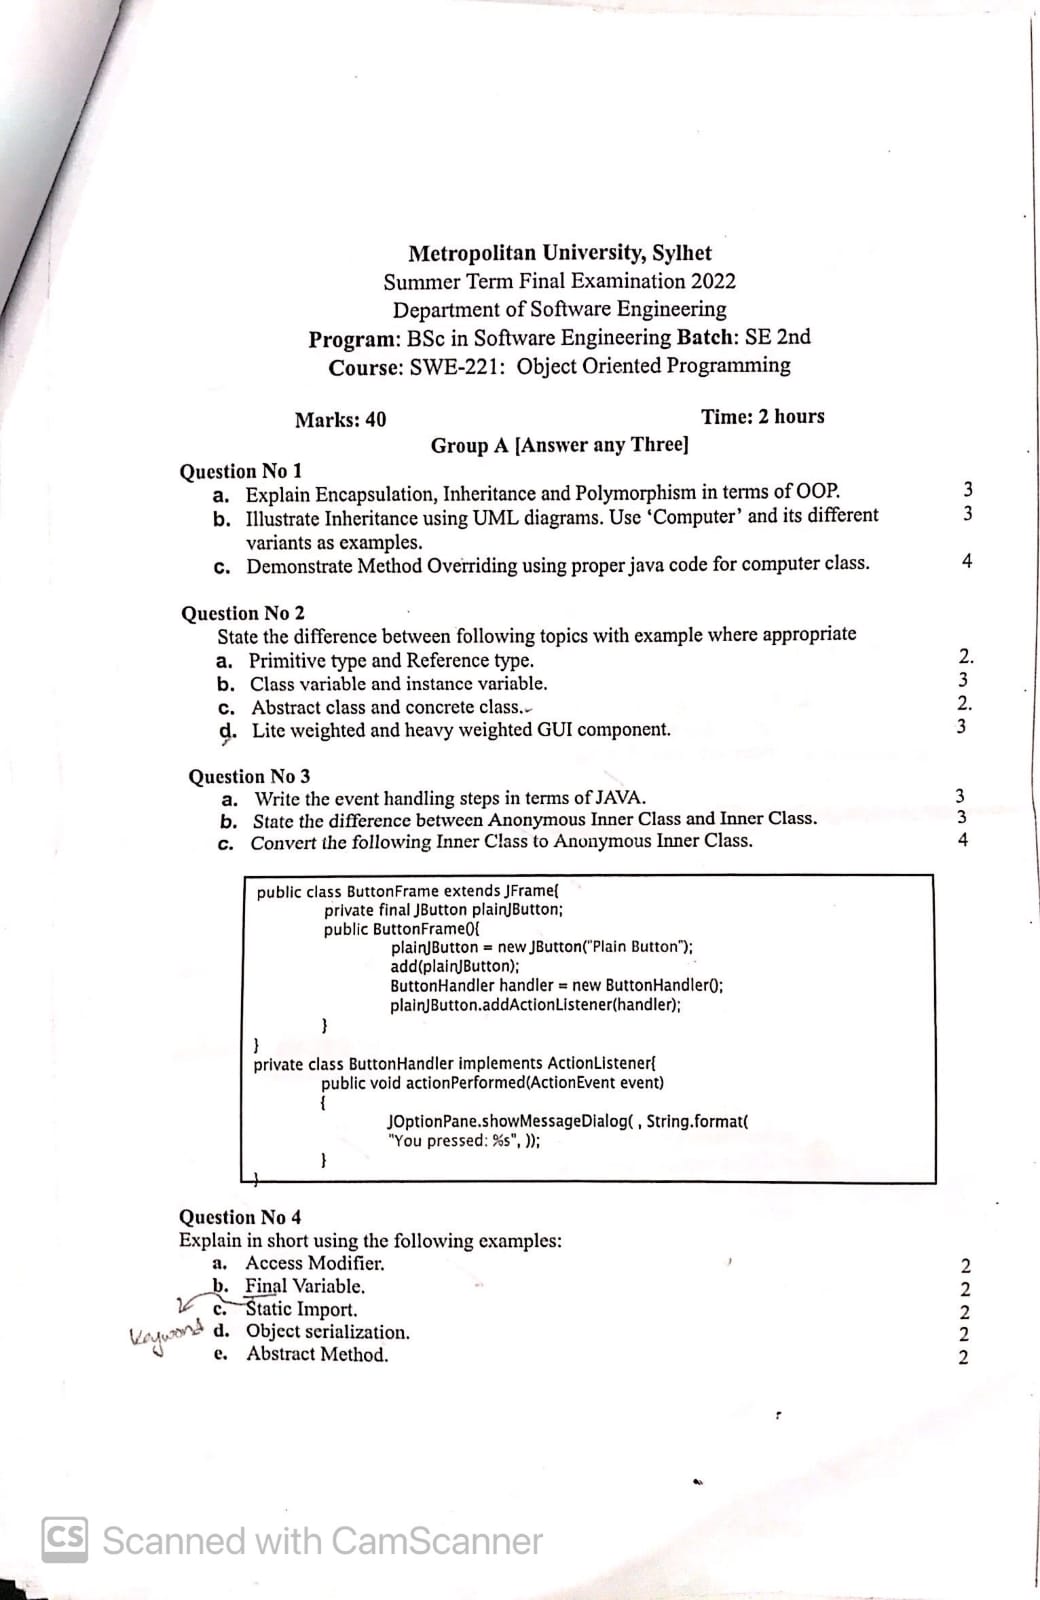 Metropolitan University, Sylhet
Summer Term Final Examination 2022
Department of Software Engineering
Program: BSc in Software Engineering Batch: SE 2nd
Course: SWE-221: Object Oriented Programming
Marks: 40 Time: 2 hours
Group A [Answer any Three]
Question No 1
a. Explain Encapsulation, Inheritance and Polymorphism in terms of OOP. 3
b. Illustrate Inheritance using UML diagrams. Use ‘Computer’ and its different 3
variants as examples.
c. Demonstrate Method Overriding using proper java code for computer class. 4
Question No 2
State the difference between following topics with example where appropriate
a. Primitive type and Reference type. 2.
b. Class variable and instance variable. 3
c. Abstract class and concrete class. 2.
d. Lite weighted and heavy weighted GUI component. 3
Question No 3
a. Write the event handling steps in terms of JAVA. 3
b. State the difference between Anonymous Inner Class and Inner Class. 3
c. Convert the following Inner Class to Anonymous Inner Class. 4
public class ButtonFrame extends JFrame{
private final JButton plainJButton;
public ButtonFrame(){
plainJButton = new JButton("Plain Button");
add(plainJButton);
ButtonHandler handler = new ButtonHandler();
plainJButton.addActionListener(handler);
}
}
private class ButtonHandler implements ActionListener{
public void actionPerformed(ActionEvent event)
{
JOptionPane.showMessageDialog( , String.format(
"You pressed: %s", ));
}
}
Question No 4
Explain in short using the following examples:
a. Access Modifier. 2
b. Final Variable. 2
c. Static Import. 2
Keyword d. Object serialization. 2
e. Abstract Method. 2
CS Scanned with CamScanner